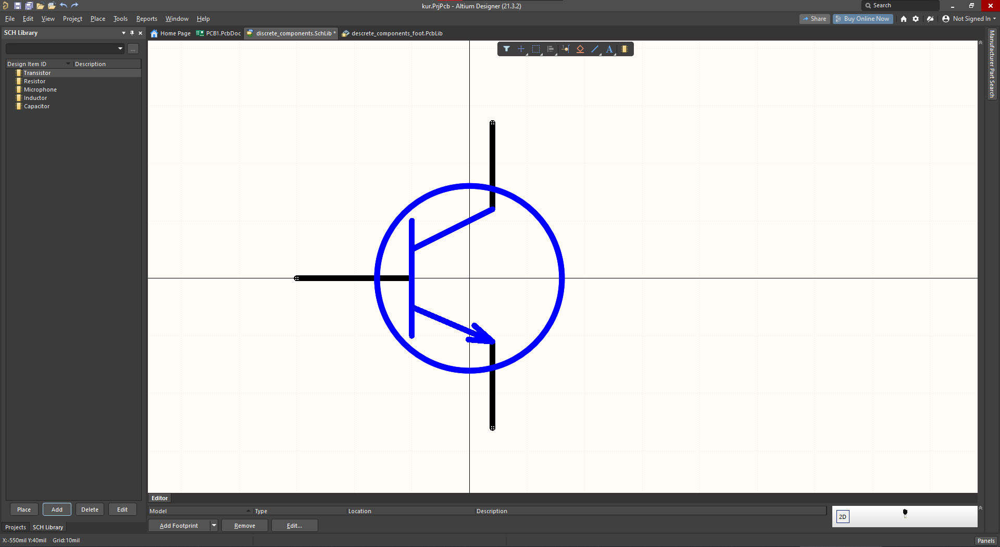 kur.PrjPcb - Altium Designer (21.3.2)
Search
File Edit View Project Place Tools Reports Window Help
Share
Buy Online Now
Not Signed In
SCH Library
Home Page
PCB1.PcbDoc
discrete_components.SchLib *
descrete_components_foot.PcbLib
Manufacturer Part Search
...
A
Design Item ID Description
Transistor
Resistor
Microphone
Inductor
Capacitor
Editor
Place Add Delete Edit
Model Type Location Description
2D
Add Footprint Remove Edit...
Projects SCH Library
X:-550mil Y:40mil Grid:10mil
Panels